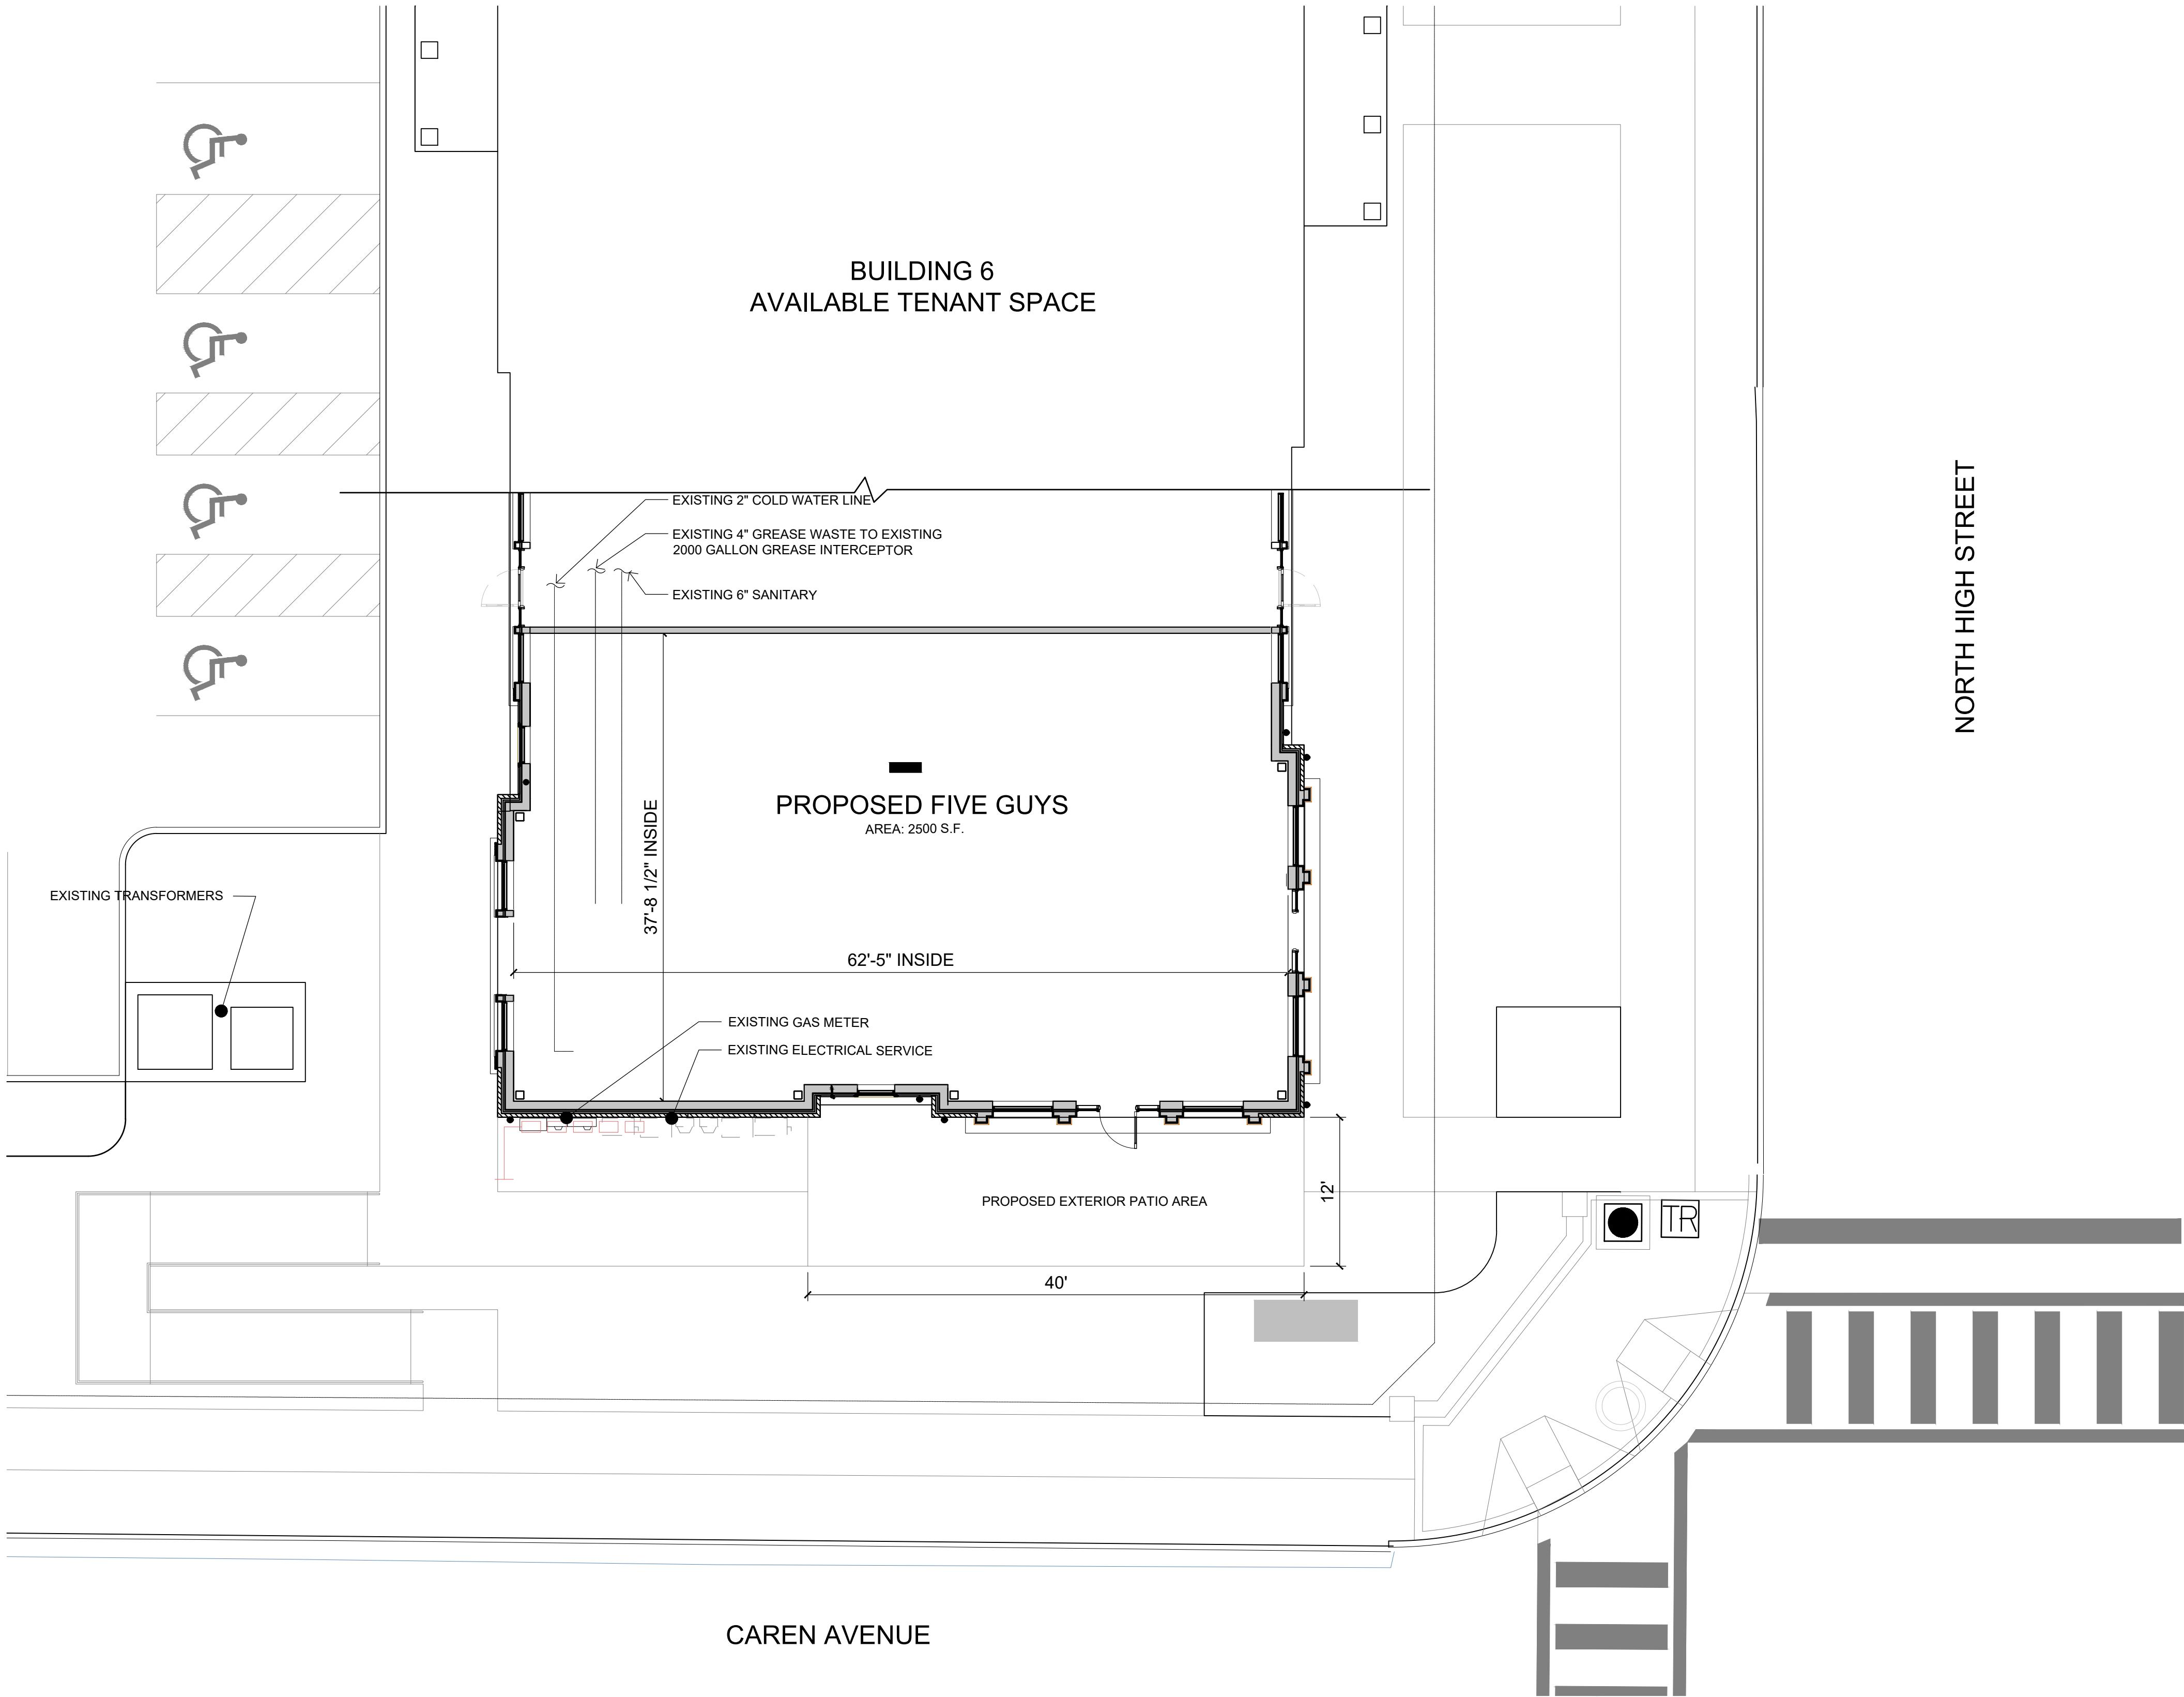 BUILDING 6
AVAILABLE TENANT SPACE
NORTH HIGH STREET
EXISTING 2" COLD WATER LINE
EXISTING 4" GREASE WASTE TO EXISTING
2000 GALLON GREASE INTERCEPTOR
EXISTING 6" SANITARY
PROPOSED FIVE GUYS
AREA: 2500 S.F.
37'-8 1/2" INSIDE
EXISTING TRANSFORMERS
62'-5" INSIDE
EXISTING GAS METER
EXISTING ELECTRICAL SERVICE
PROPOSED EXTERIOR PATIO AREA
12'
TR
40'
CAREN AVENUE